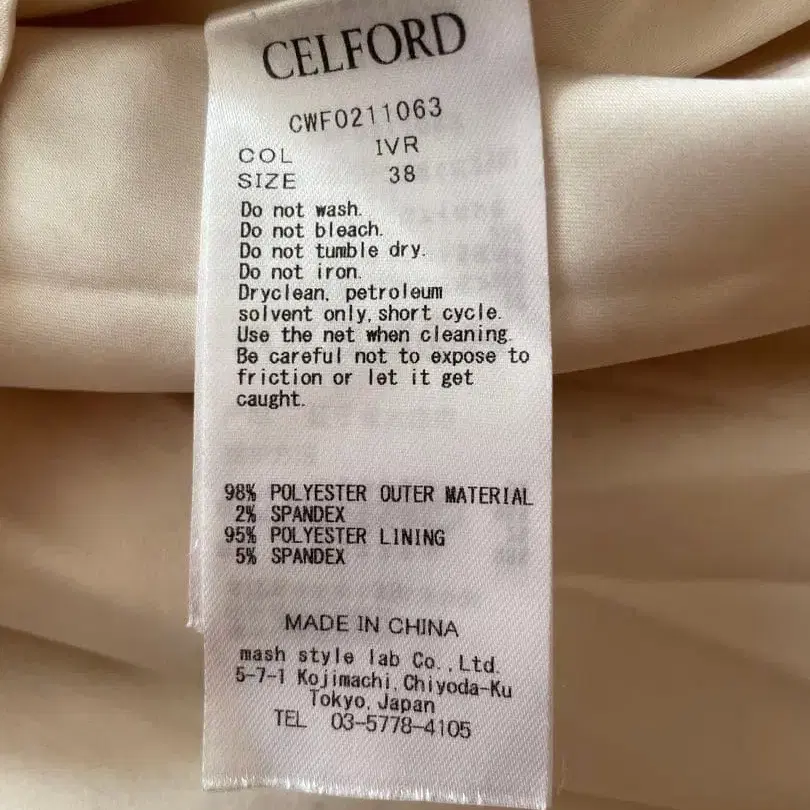 CELFORD
CWF0211063
COL IVR
SIZE 38
Do not wash.
Do not bleach.
Do not tumble dry.
Do not iron.
Dryclean, petroleum
solvent only, short cycle.
Use the net when cleaning.
Be careful not to expose to
friction or let it get
caught.
98% POLYESTER OUTER MATERIAL
2% SPANDEX
95% POLYESTER LINING
5% SPANDEX
MADE IN CHINA
mash style lab Co., Ltd.
5-7-1 Kojimachi, Chiyoda-Ku
Tokyo, Japan
TEL 03-5778-4105